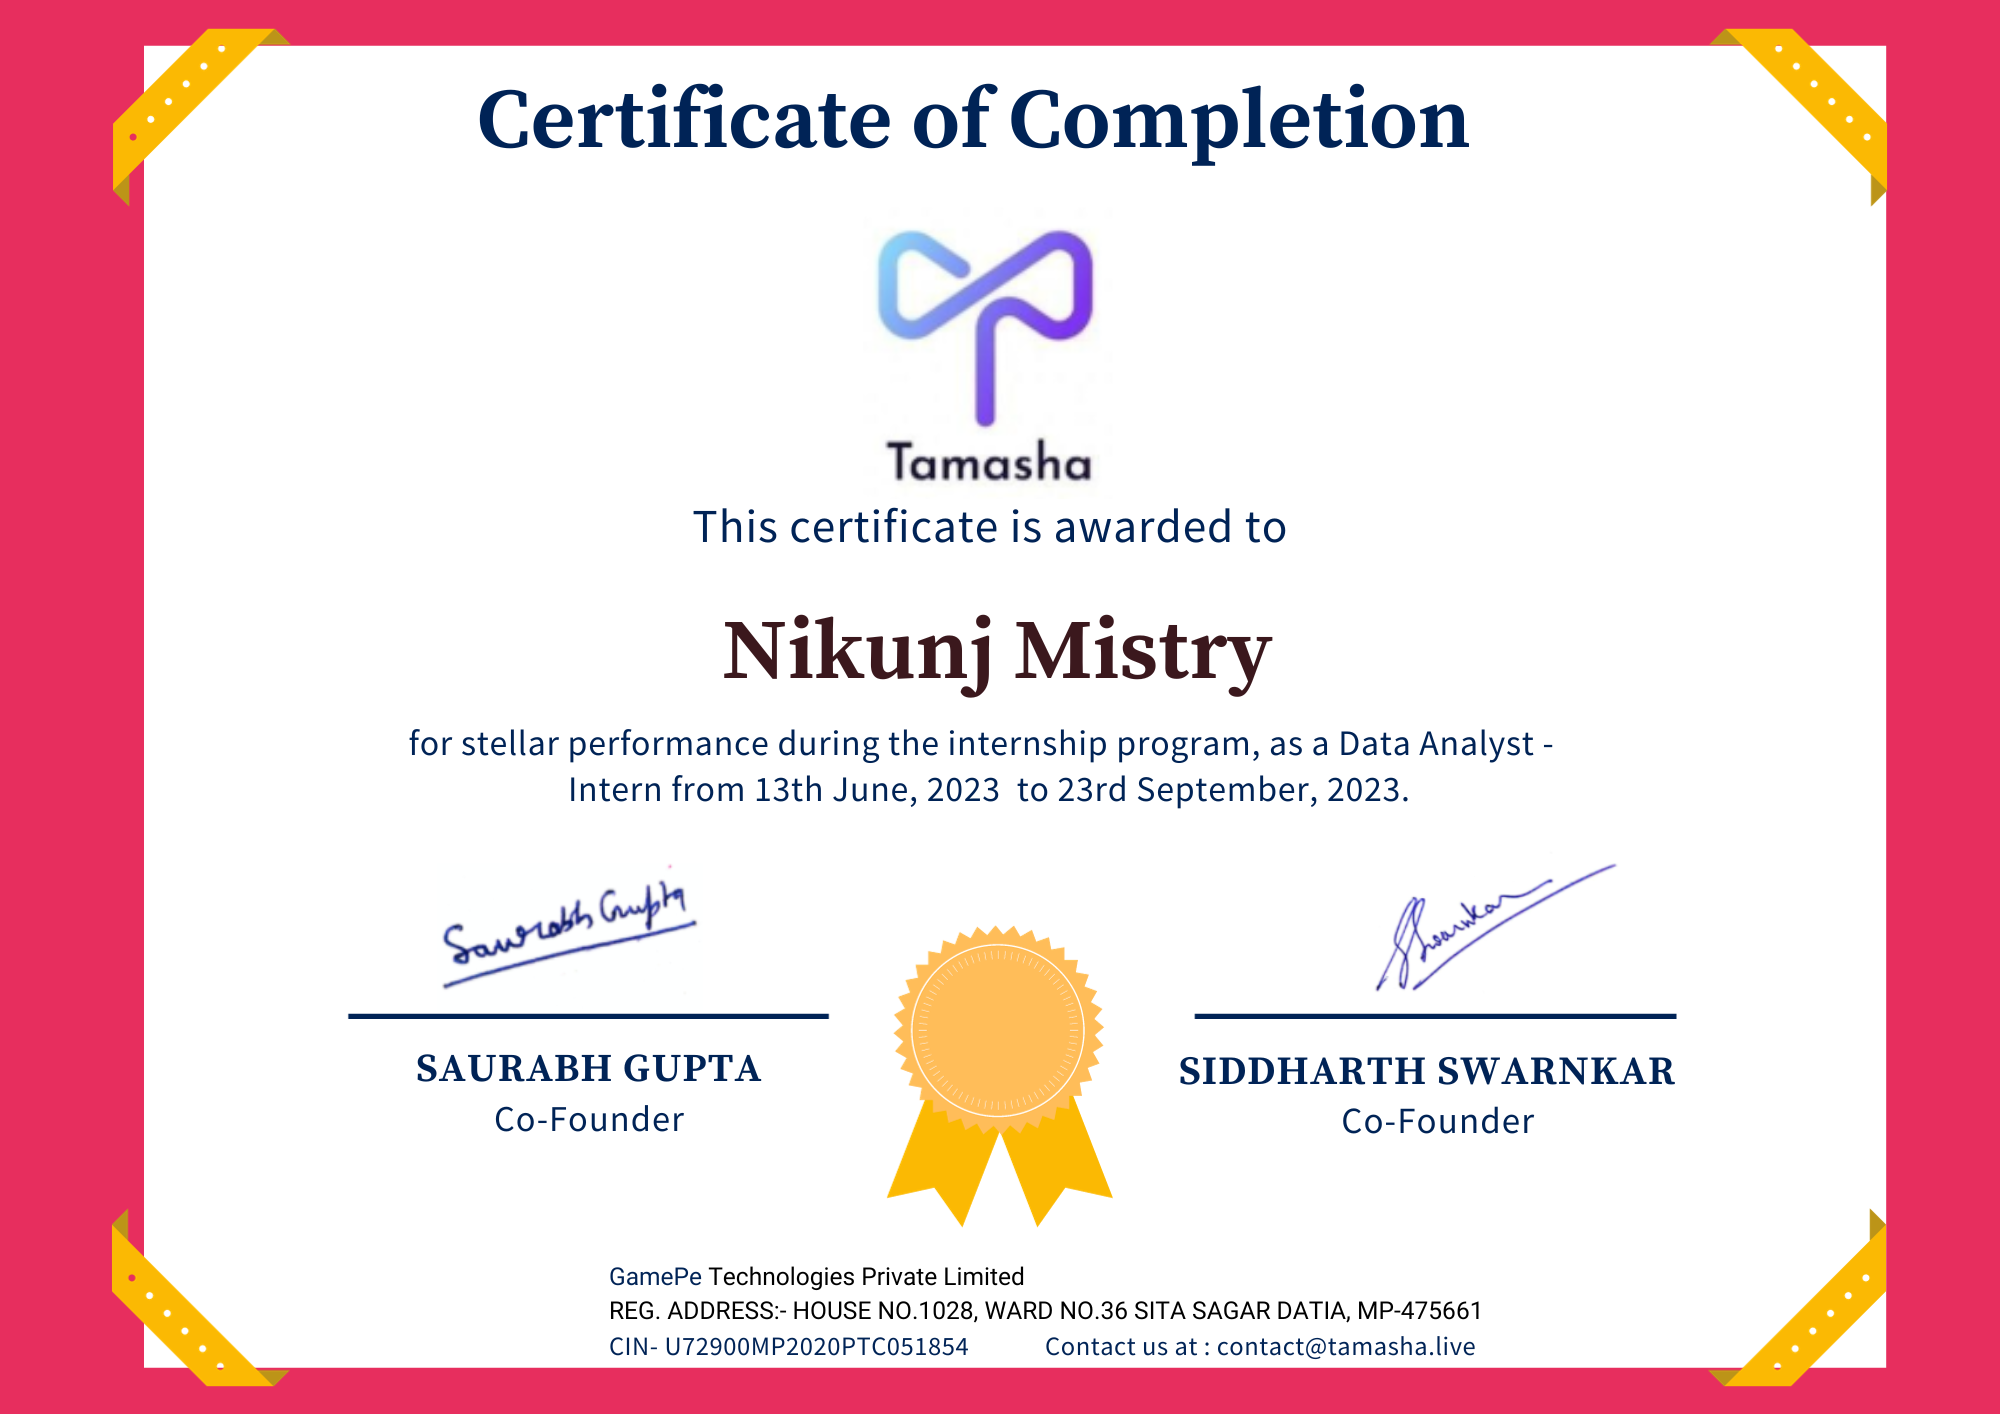 Certificate of Completion
Tamasha
This certificate is awarded to
Nikunj Mistry
for stellar performance during the internship program, as a Data Analyst -
Intern from 13th June, 2023  to 23rd September, 2023.
Saurabh Gupta
Swarnkar
SAURABH GUPTA
Co-Founder
SIDDHARTH SWARNKAR
Co-Founder
GamePe Technologies Private Limited
REG. ADDRESS:- HOUSE NO.1028, WARD NO.36 SITA SAGAR DATIA, MP-475661
CIN- U72900MP2020PTC051854
Contact us at : contact@tamasha.live